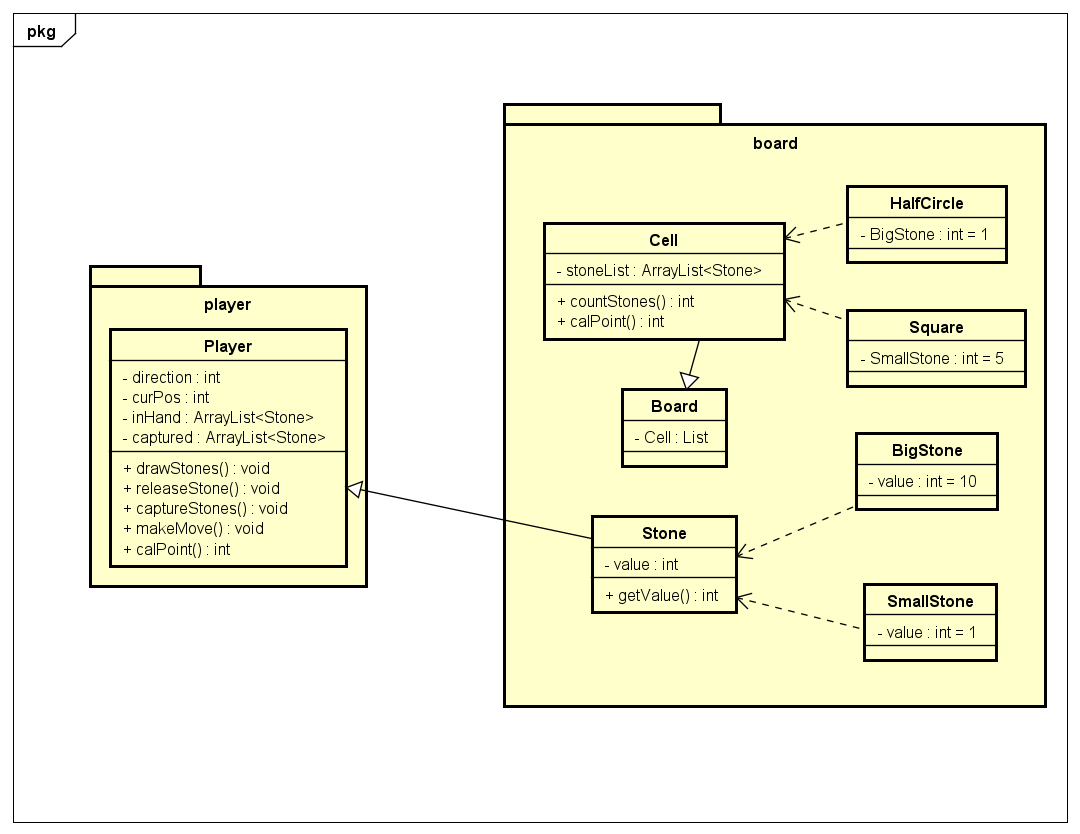 pkg
player
Player
- direction : int
- curPos : int
- inHand : ArrayList<Stone>
- captured : ArrayList<Stone>
+ drawStones() : void
+ releaseStone() : void
+ captureStones() : void
+ makeMove() : void
+ calPoint() : int
board
Cell
- stoneList : ArrayList<Stone>
+ countStones() : int
+ calPoint() : int
HalfCircle
- BigStone : int = 1
Square
- SmallStone : int = 5
Board
- Cell : List
BigStone
- value : int = 10
Stone
- value : int
+ getValue() : int
SmallStone
- value : int = 1